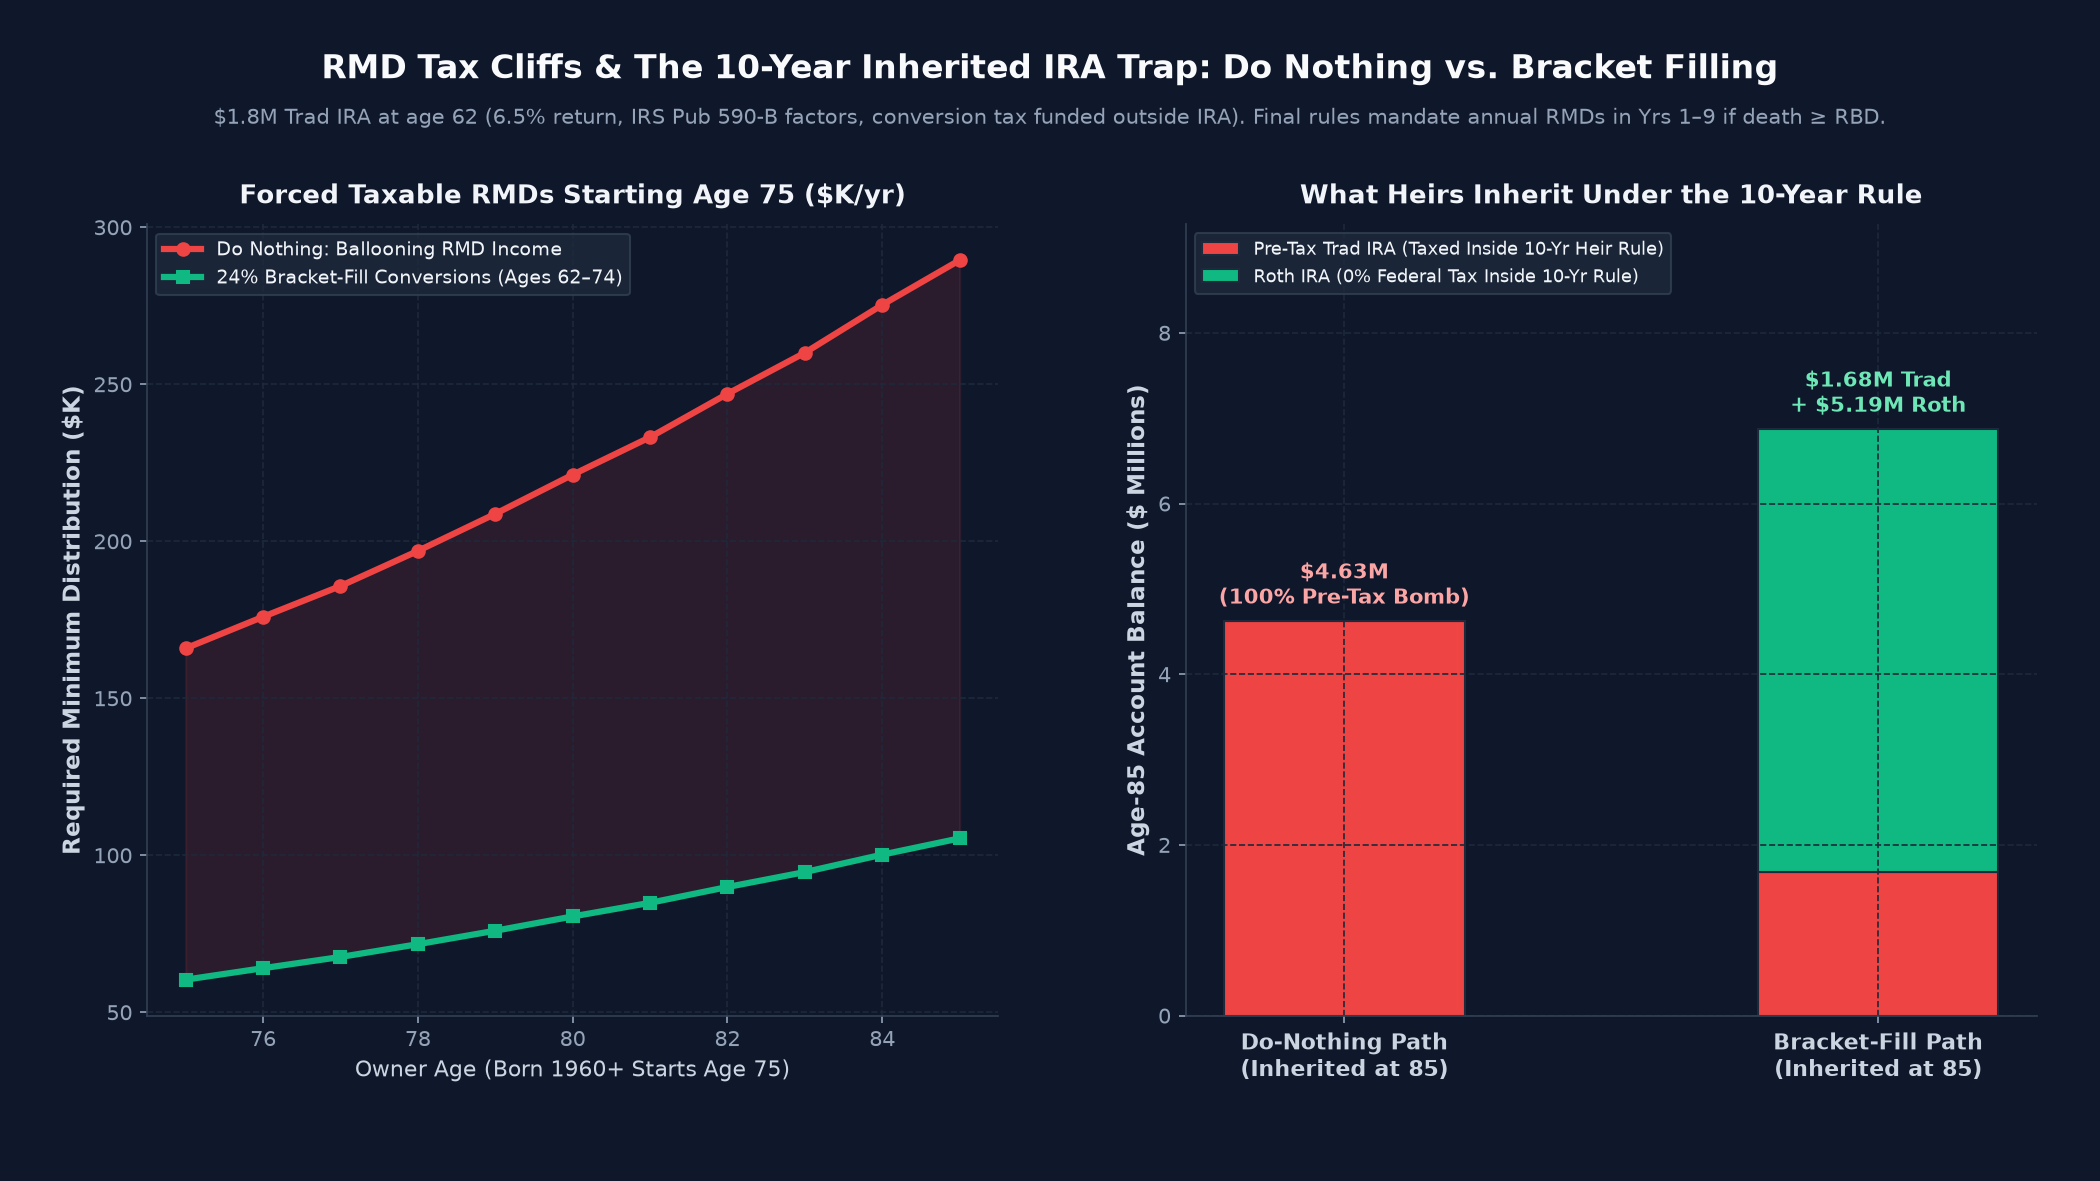 RMD Tax Cliffs & The 10-Year Inherited IRA Trap: Do Nothing vs. Bracket Filling
$1.8M Trad IRA at age 62 (6.5% return, IRS Pub 590-B factors, conversion tax funded outside IRA). Final rules mandate annual RMDs in Yrs 1–9 if death ≥ RBD.
Forced Taxable RMDs Starting Age 75 ($K/yr)
Do Nothing: Ballooning RMD Income
24% Bracket-Fill Conversions (Ages 62–74)
Required Minimum Distribution ($K)
300
250
200
150
100
50
76
78
80
82
84
Owner Age (Born 1960+ Starts Age 75)
What Heirs Inherit Under the 10-Year Rule
Pre-Tax Trad IRA (Taxed Inside 10-Yr Heir Rule)
Roth IRA (0% Federal Tax Inside 10-Yr Rule)
Age-85 Account Balance ($ Millions)
8
6
4
2
0
$4.63M
(100% Pre-Tax Bomb)
$1.68M Trad
+ $5.19M Roth
Do-Nothing Path
(Inherited at 85)
Bracket-Fill Path
(Inherited at 85)